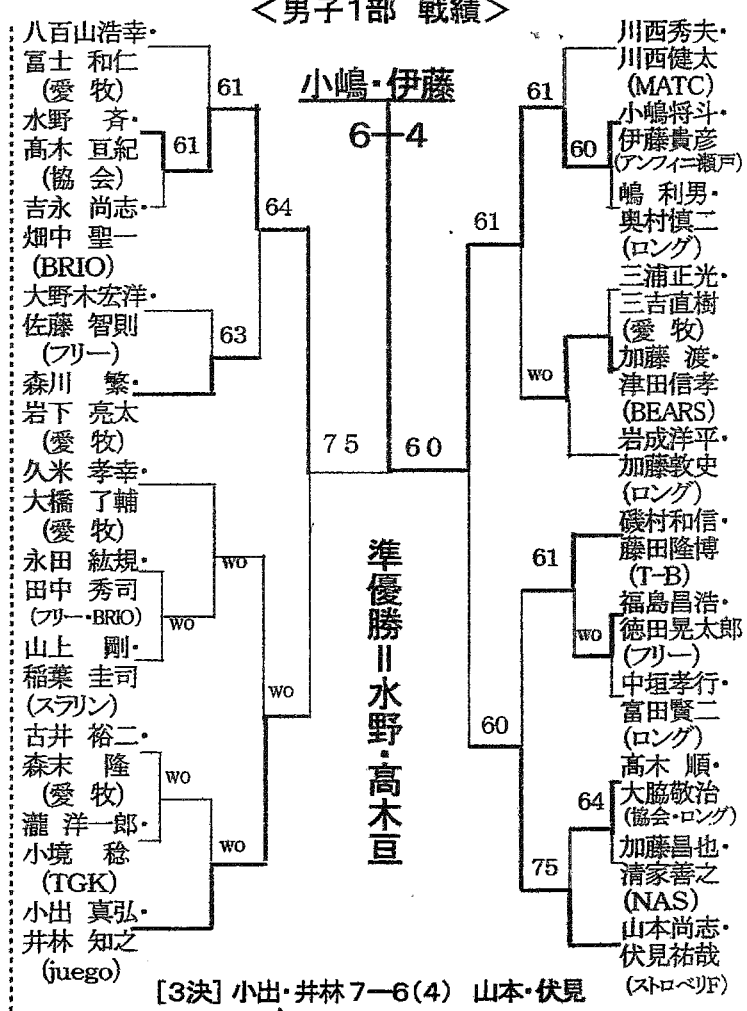 ＜男子1部 戦績＞
八百山浩幸・
冨士 和仁
(愛 牧)
水野 斉・
髙木 亘紀
(協 会)
吉永 尚志・
畑中 聖一
(BRIO)
大野木宏洋・
佐藤 智則
(フリー)
森川 繁・
岩下 亮太
(愛 牧)
久米 孝幸・
大橋 了輔
(愛 牧)
永田 紘規・
田中 秀司
(フリー・BRIO)
山上 剛・
稲葉 圭司
(スラリン)
古井 裕二・
森末 隆
(愛 牧)
瀧 洋一郎・
小境 稔
(TGK)
小出 真弘・
井林 知之
(juego)
61
61
64
63
75
wo
wo
wo
wo
wo
小嶋・伊藤
6―4
準優勝＝水野・髙木亘
60
61
60
61
wo
61
wo
60
64
75
川西秀夫・
川西健太
(MATC)
小嶋将斗・
伊藤貴彦
(アンフィニ瀬戸)
嶋 利男・
奥村慎二
(ロング)
三浦正光・
三吉直樹
(愛 牧)
加藤 渡・
津田信孝
(BEARS)
岩成洋平・
加藤敦史
(ロング)
磯村和信・
藤田隆博
(T-B)
福島昌浩・
徳田晃太郎
(フリー)
中垣孝行・
富田賢二
(ロング)
髙木 順・
大脇敬治
(協会・ロング)
加藤昌也・
清家善之
(NAS)
山本尚志・
伏見祐哉
(ストロベリF)
[3決] 小出・井林 7―6(4) 山本・伏見